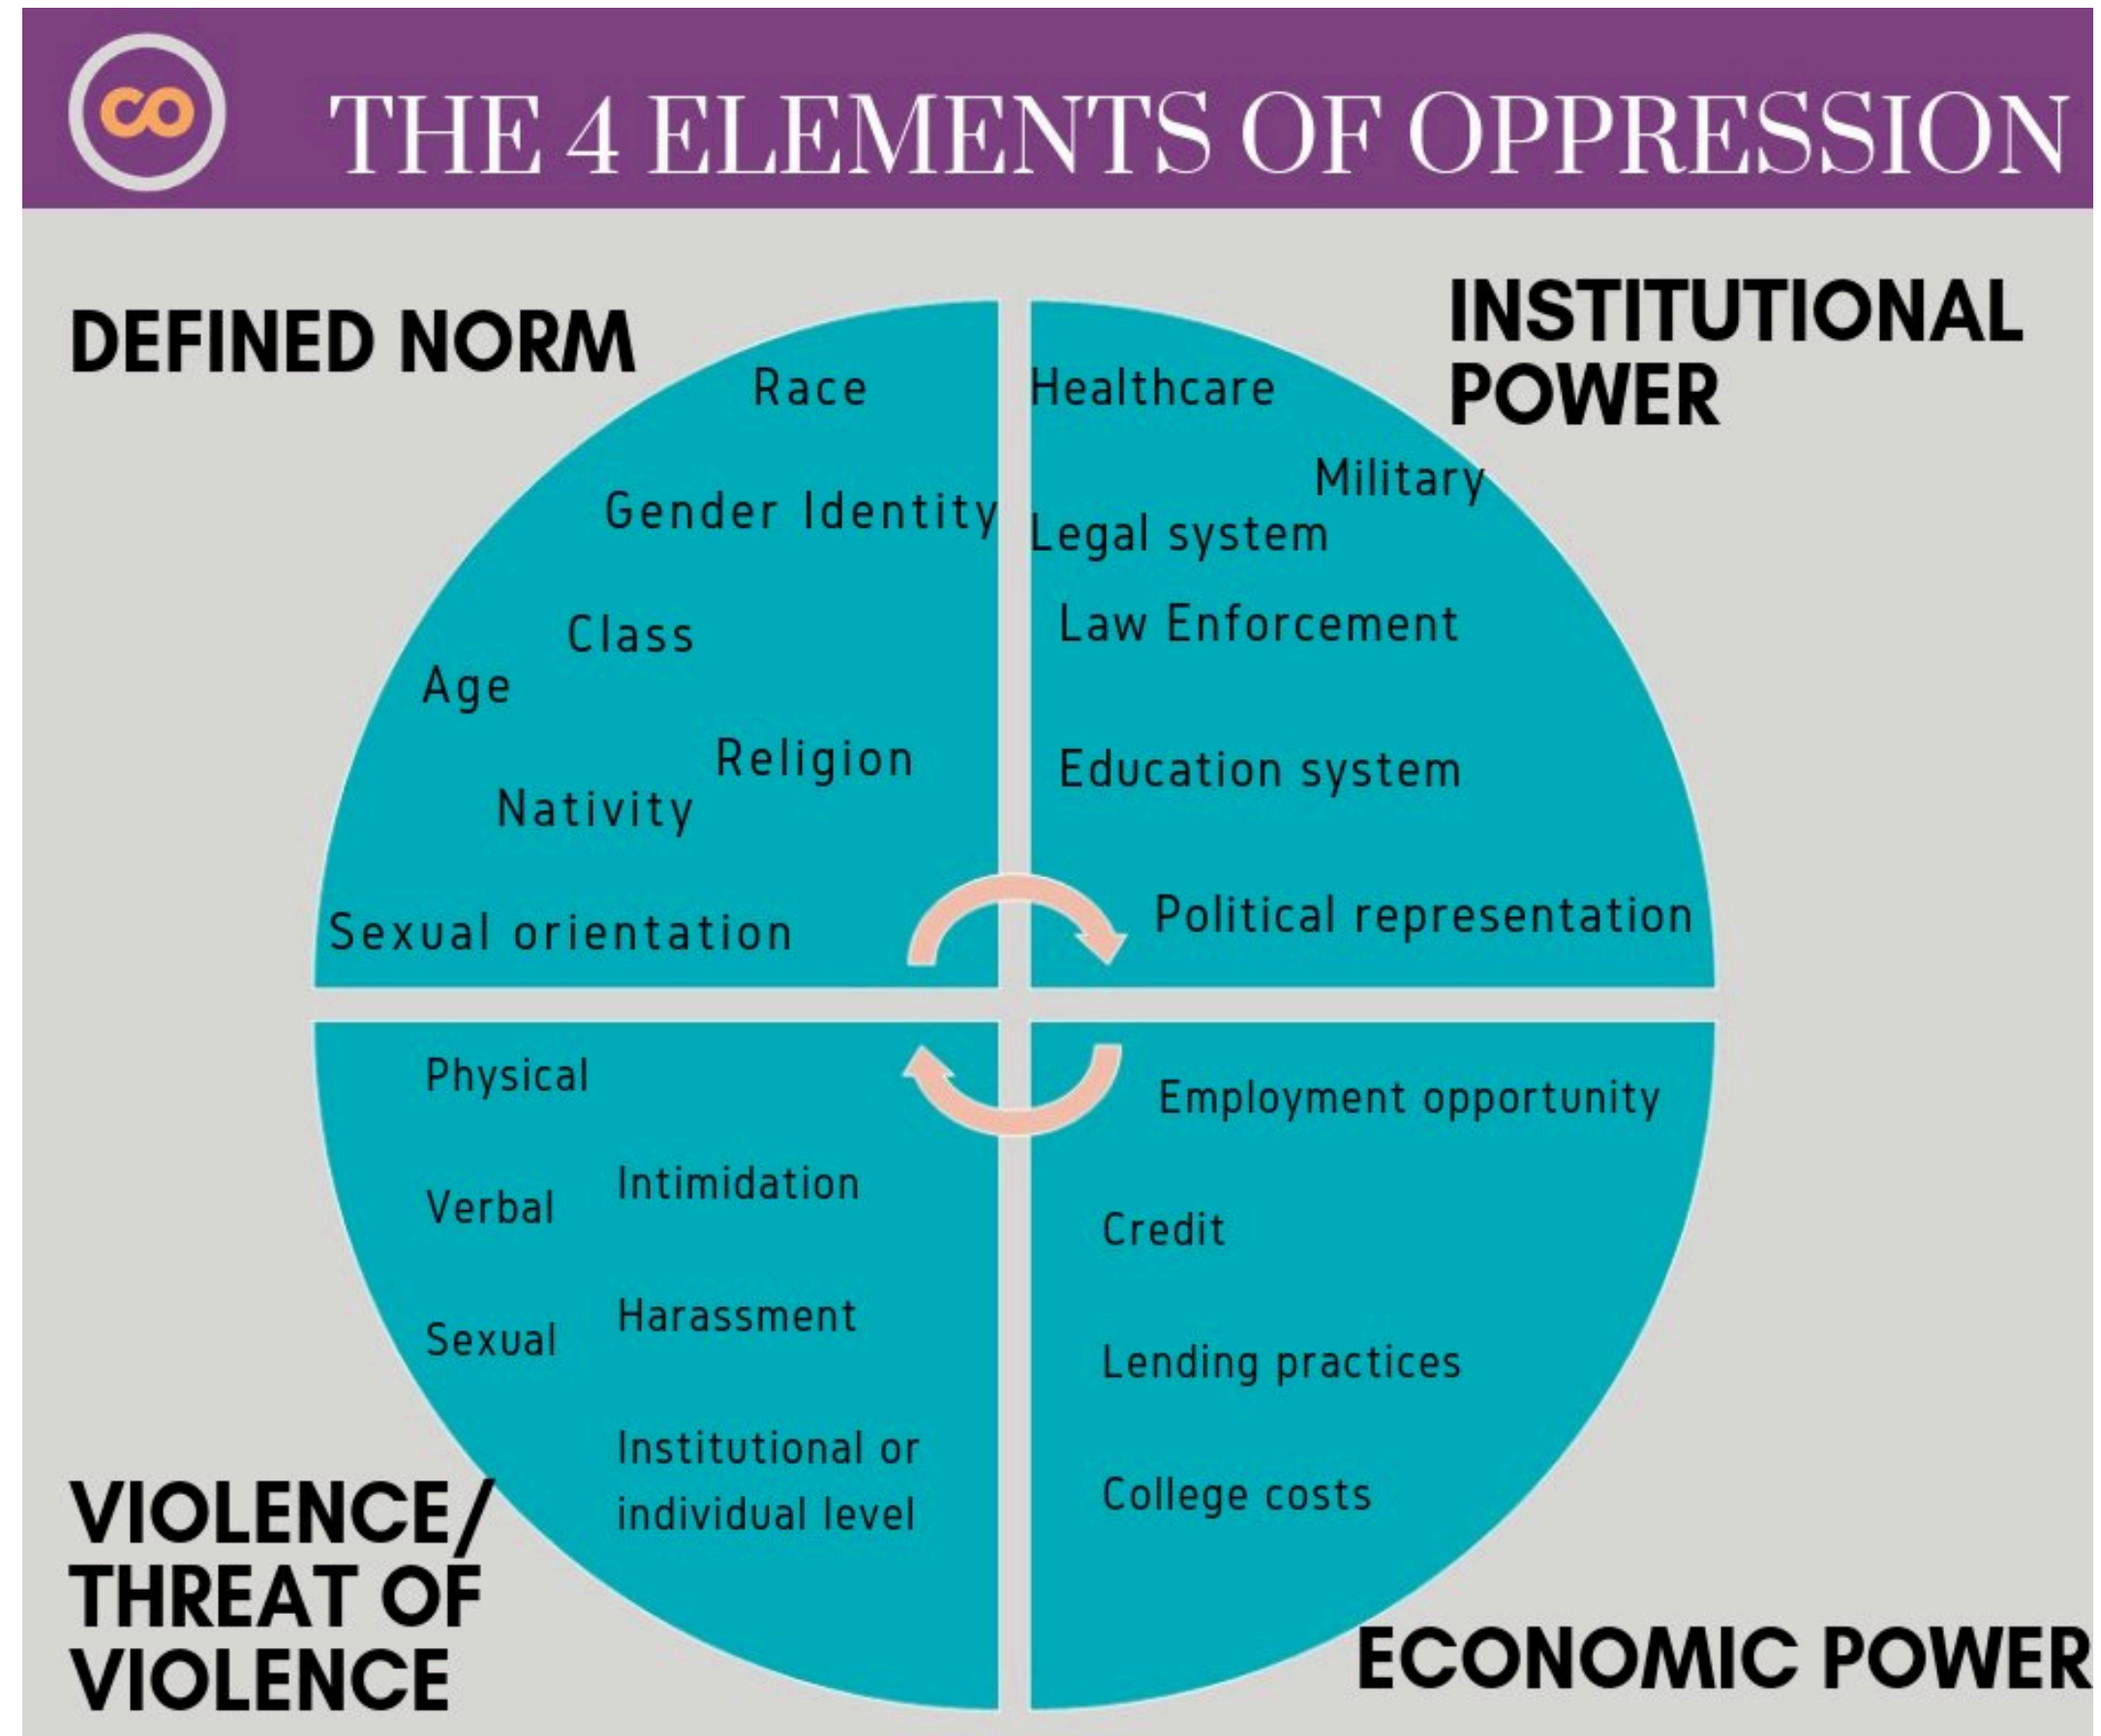 CO
THE 4 ELEMENTS OF OPPRESSION
DEFINED NORM
Race
Gender Identity
Class
Age
Religion
Nativity
Sexual orientation
INSTITUTIONAL
POWER
Healthcare
Military
Legal system
Law Enforcement
Education system
Political representation
Physical
Intimidation
Verbal
Harassment
Sexual
Institutional or
individual level
VIOLENCE/
THREAT OF
VIOLENCE
Employment opportunity
Credit
Lending practices
College costs
ECONOMIC POWER